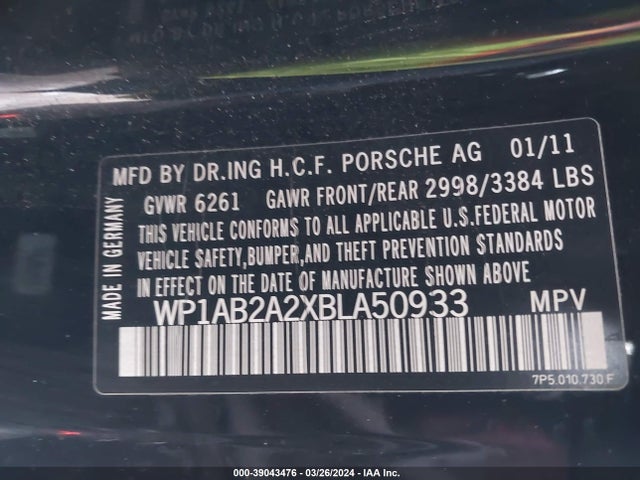 MFD BY DR.ING H.C.F. PORSCHE AG 01/11
GVWR 6261 GAWR FRONT/REAR 2998/3384 LBS
THIS VEHICLE CONFORMS TO ALL APPLICABLE U.S.FEDERAL MOTOR
VEHICLE SAFETY,BUMPER,AND THEFT PREVENTION STANDARDS
IN EFFECT ON THE DATE OF MANUFACTURE SHOWN ABOVE
WP1AB2A2XBLA50933 MPV
MADE IN GERMANY
7P5.010.730.F
000-39043476 - 03/26/2024 - IAA Inc.